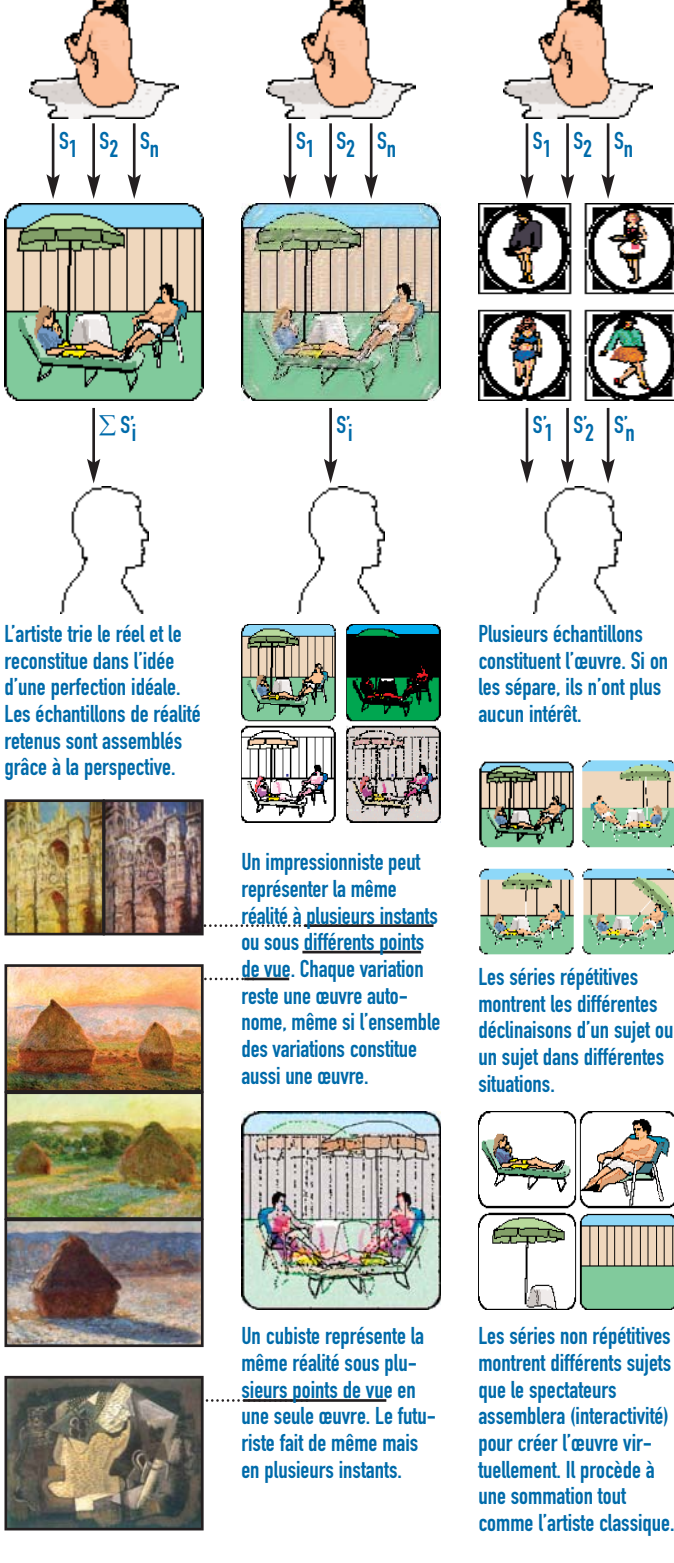 S1 S2 Sn
S1 S2 Sn
S1 S2 Sn
∑ S'i
S'i
S'1 S'2 S'n
L'artiste trie le réel et le
reconstitue dans l'idée
d'une perfection idéale.
Les échantillons de réalité
retenus sont assemblés
grâce à la perspective.
Un impressionniste peut
représenter la même
réalité à plusieurs instants
ou sous différents points
de vue. Chaque variation
reste une œuvre auto-
nome, même si l'ensemble
des variations constitue
aussi une œuvre.
Un cubiste représente la
même réalité sous plu-
sieurs points de vue en
une seule œuvre. Le futu-
riste fait de même mais
en plusieurs instants.
Plusieurs échantillons
constituent l'œuvre. Si on
les sépare, ils n'ont plus
aucun intérêt.
Les séries répétitives
montrent les différentes
déclinaisons d'un sujet ou
un sujet dans différentes
situations.
Les séries non répétitives
montrent différents sujets
que le spectateurs
assemblera (interactivité)
pour créer l'œuvre vir-
tuellement. Il procède à
une sommation tout
comme l'artiste classique.